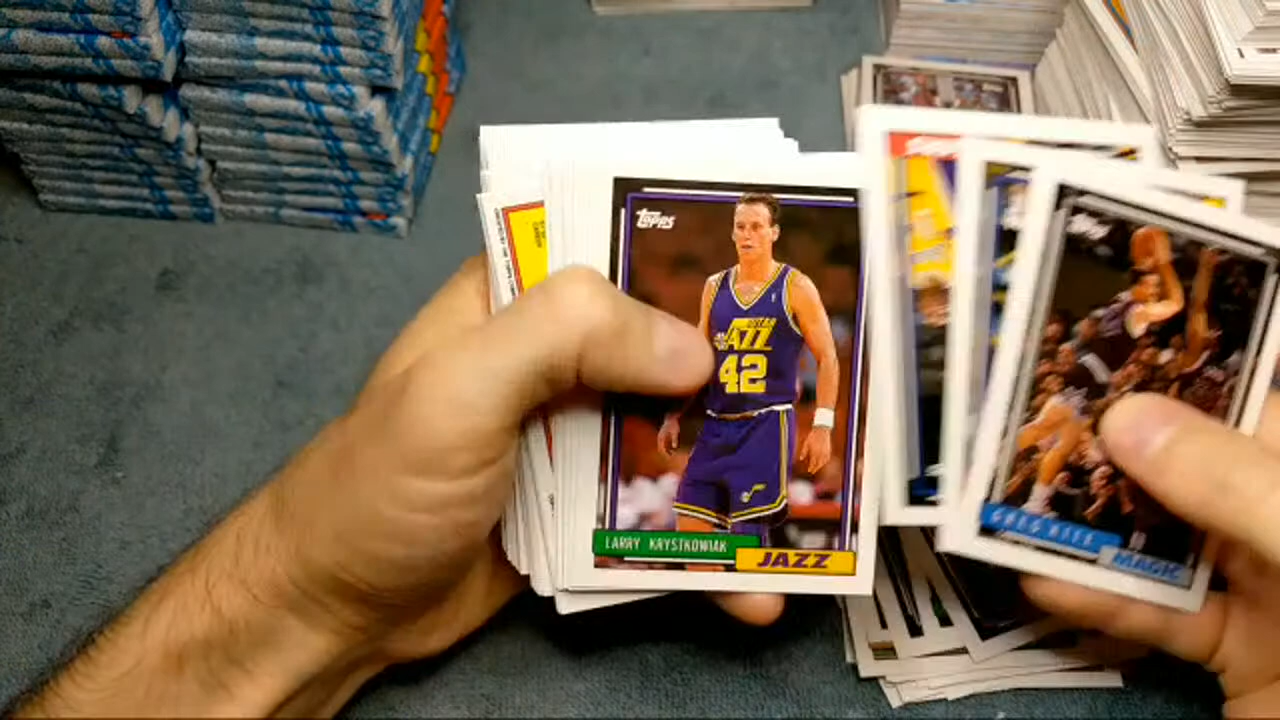 Topps
UTAH
JAZZ
42
LARRY KRYSTKOWIAK
JAZZ
Topps
GREG KITE
MAGIC